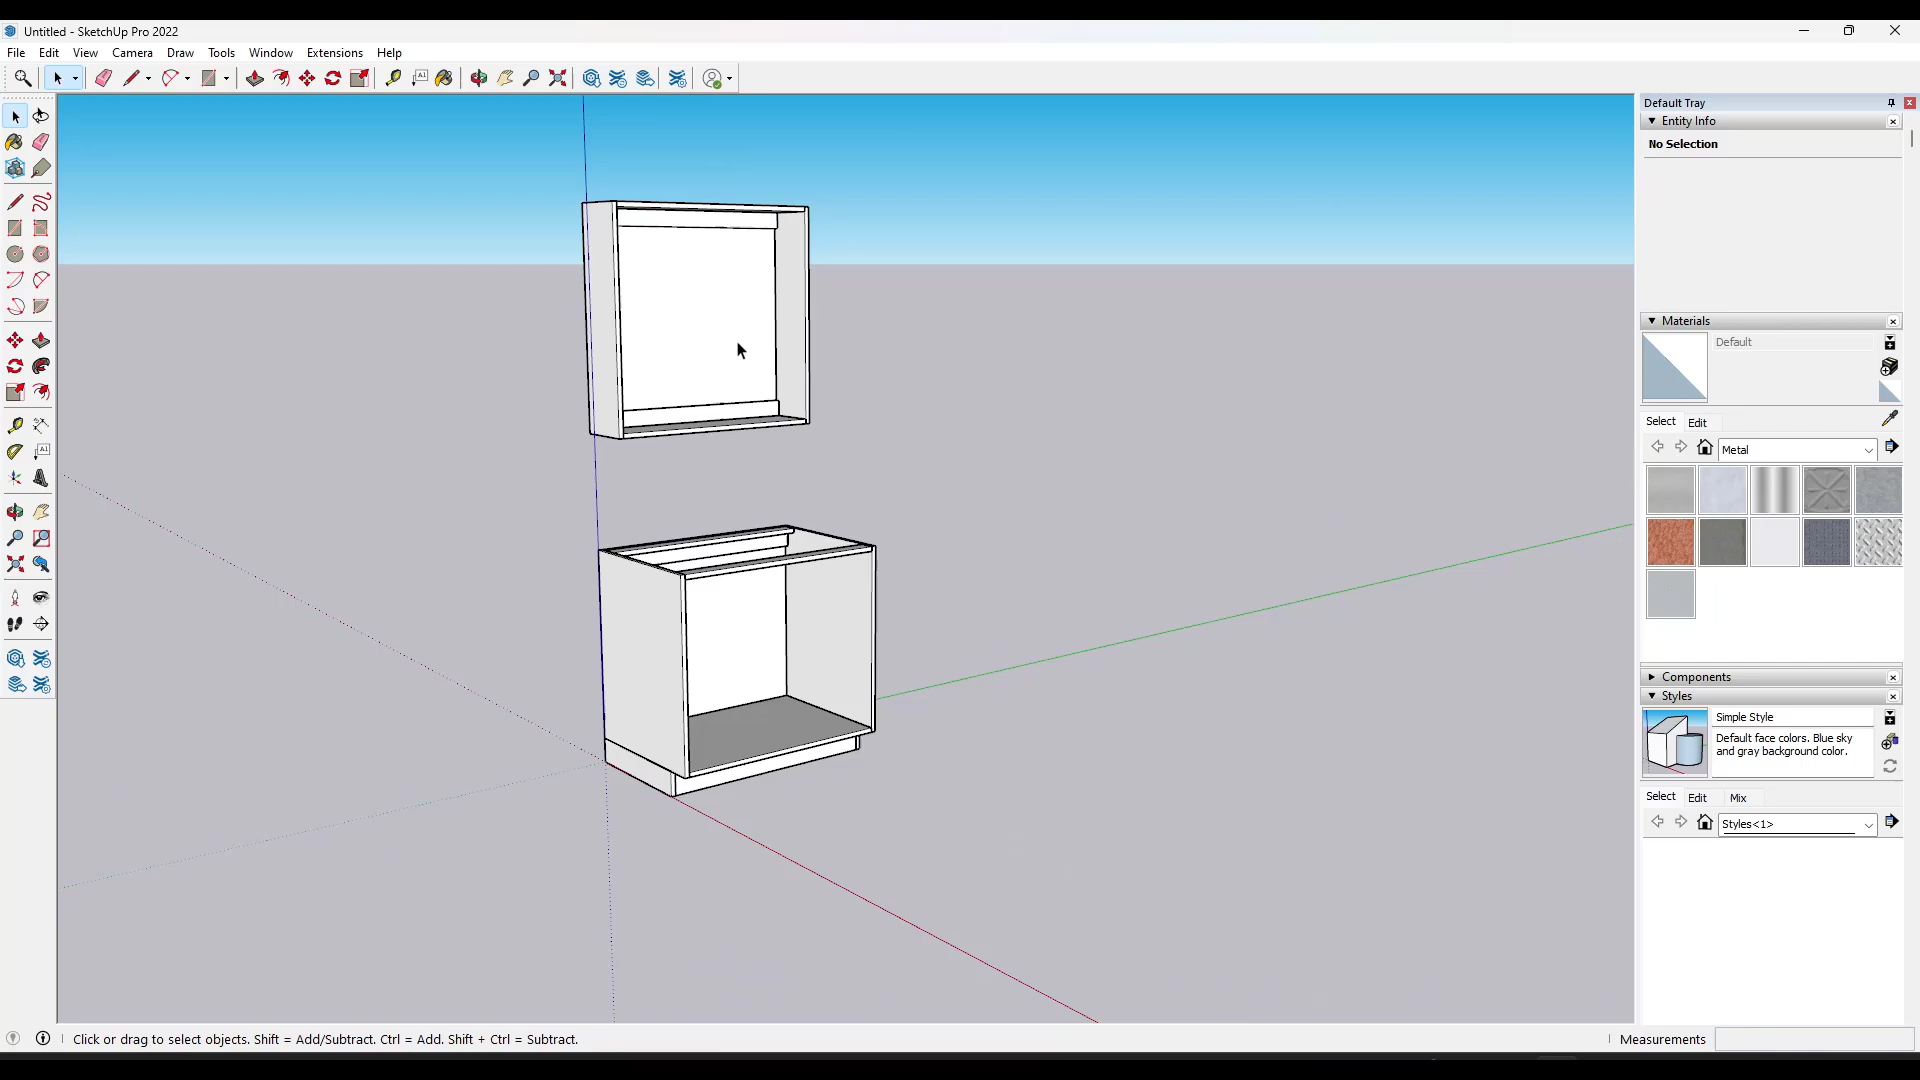 Untitled - SketchUp Pro 2022
File Edit View Camera Draw Tools Window Extensions Help
Default Tray
Entity Info
No Selection
Materials
Default
Select Edit
Metal
Components
Styles
Simple Style
Default face colors. Blue sky
and gray background color.
Select Edit Mix
Styles<1>
Click or drag to select objects. Shift = Add/Subtract. Ctrl = Add. Shift + Ctrl = Subtract.
Measurements